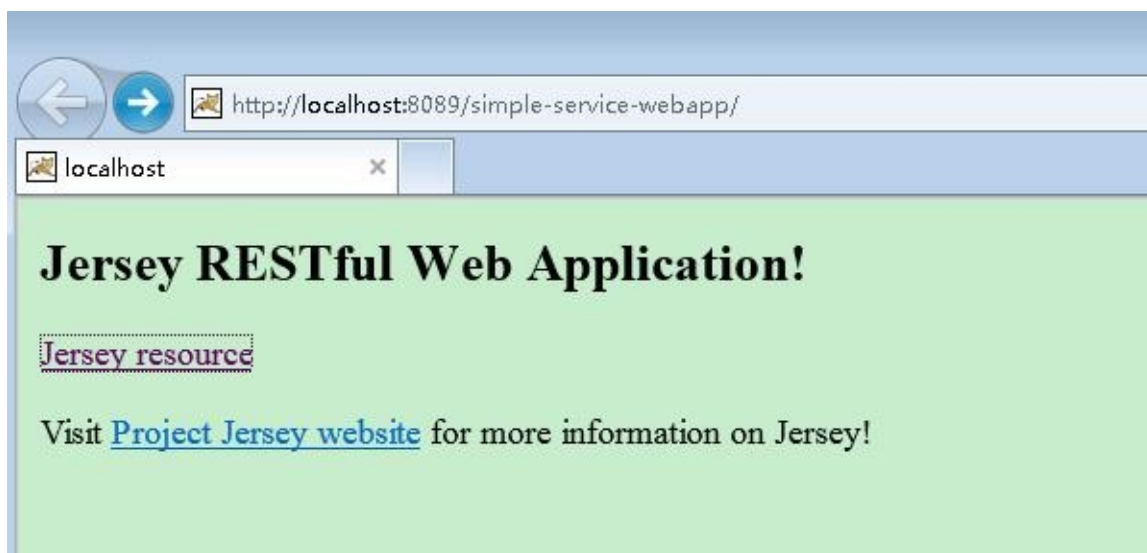 http://localhost:8089/simple-service-webapp/
localhost
Jersey RESTful Web Application!
Jersey resource
Visit Project Jersey website for more information on Jersey!